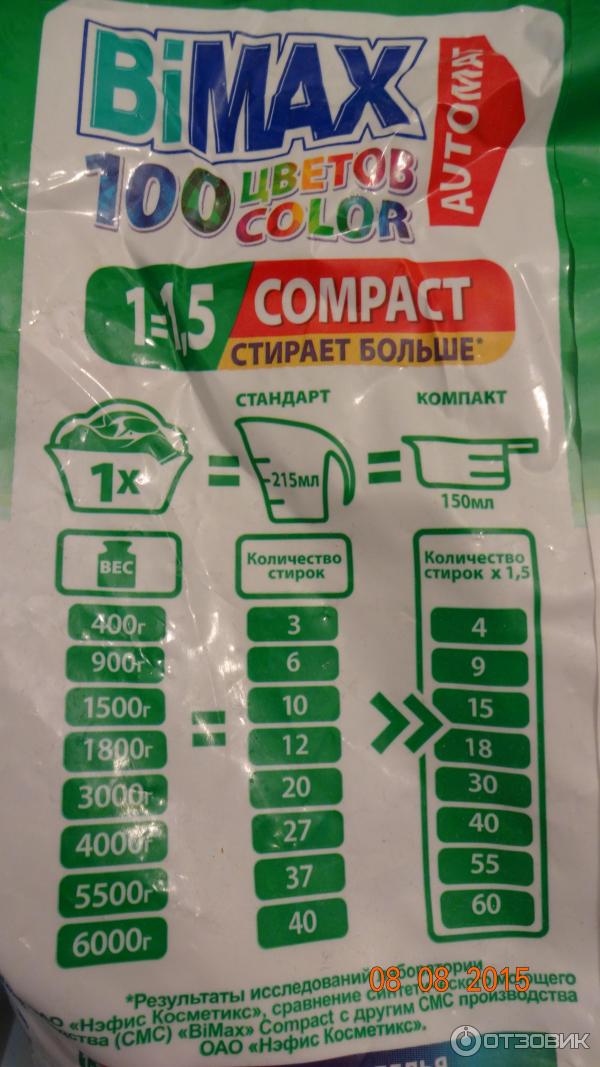 BiMAX
AUTOMAT
100 ЦВЕТОВ
COLOR
1=1,5 COMPACT
СТИРАЕТ БОЛЬШЕ*
СТАНДАРТ КОМПАКТ
1х = 215мл = 150мл
ВЕС Количество стирок Количество стирок х 1,5
400г 3 4
900г 6 9
1500г 10 15
1800г = 12 » 18
3000г 20 30
4000г 27 40
5500г 37 55
6000г 40 60
*Результаты исследований лаборатории
ОАО «Нэфис Косметикс», сравнение
(СМС) «BiMax» Compact с другим СМС производства
ОАО «Нэфис Косметикс».
08 08 2015
ОТЗОВИК